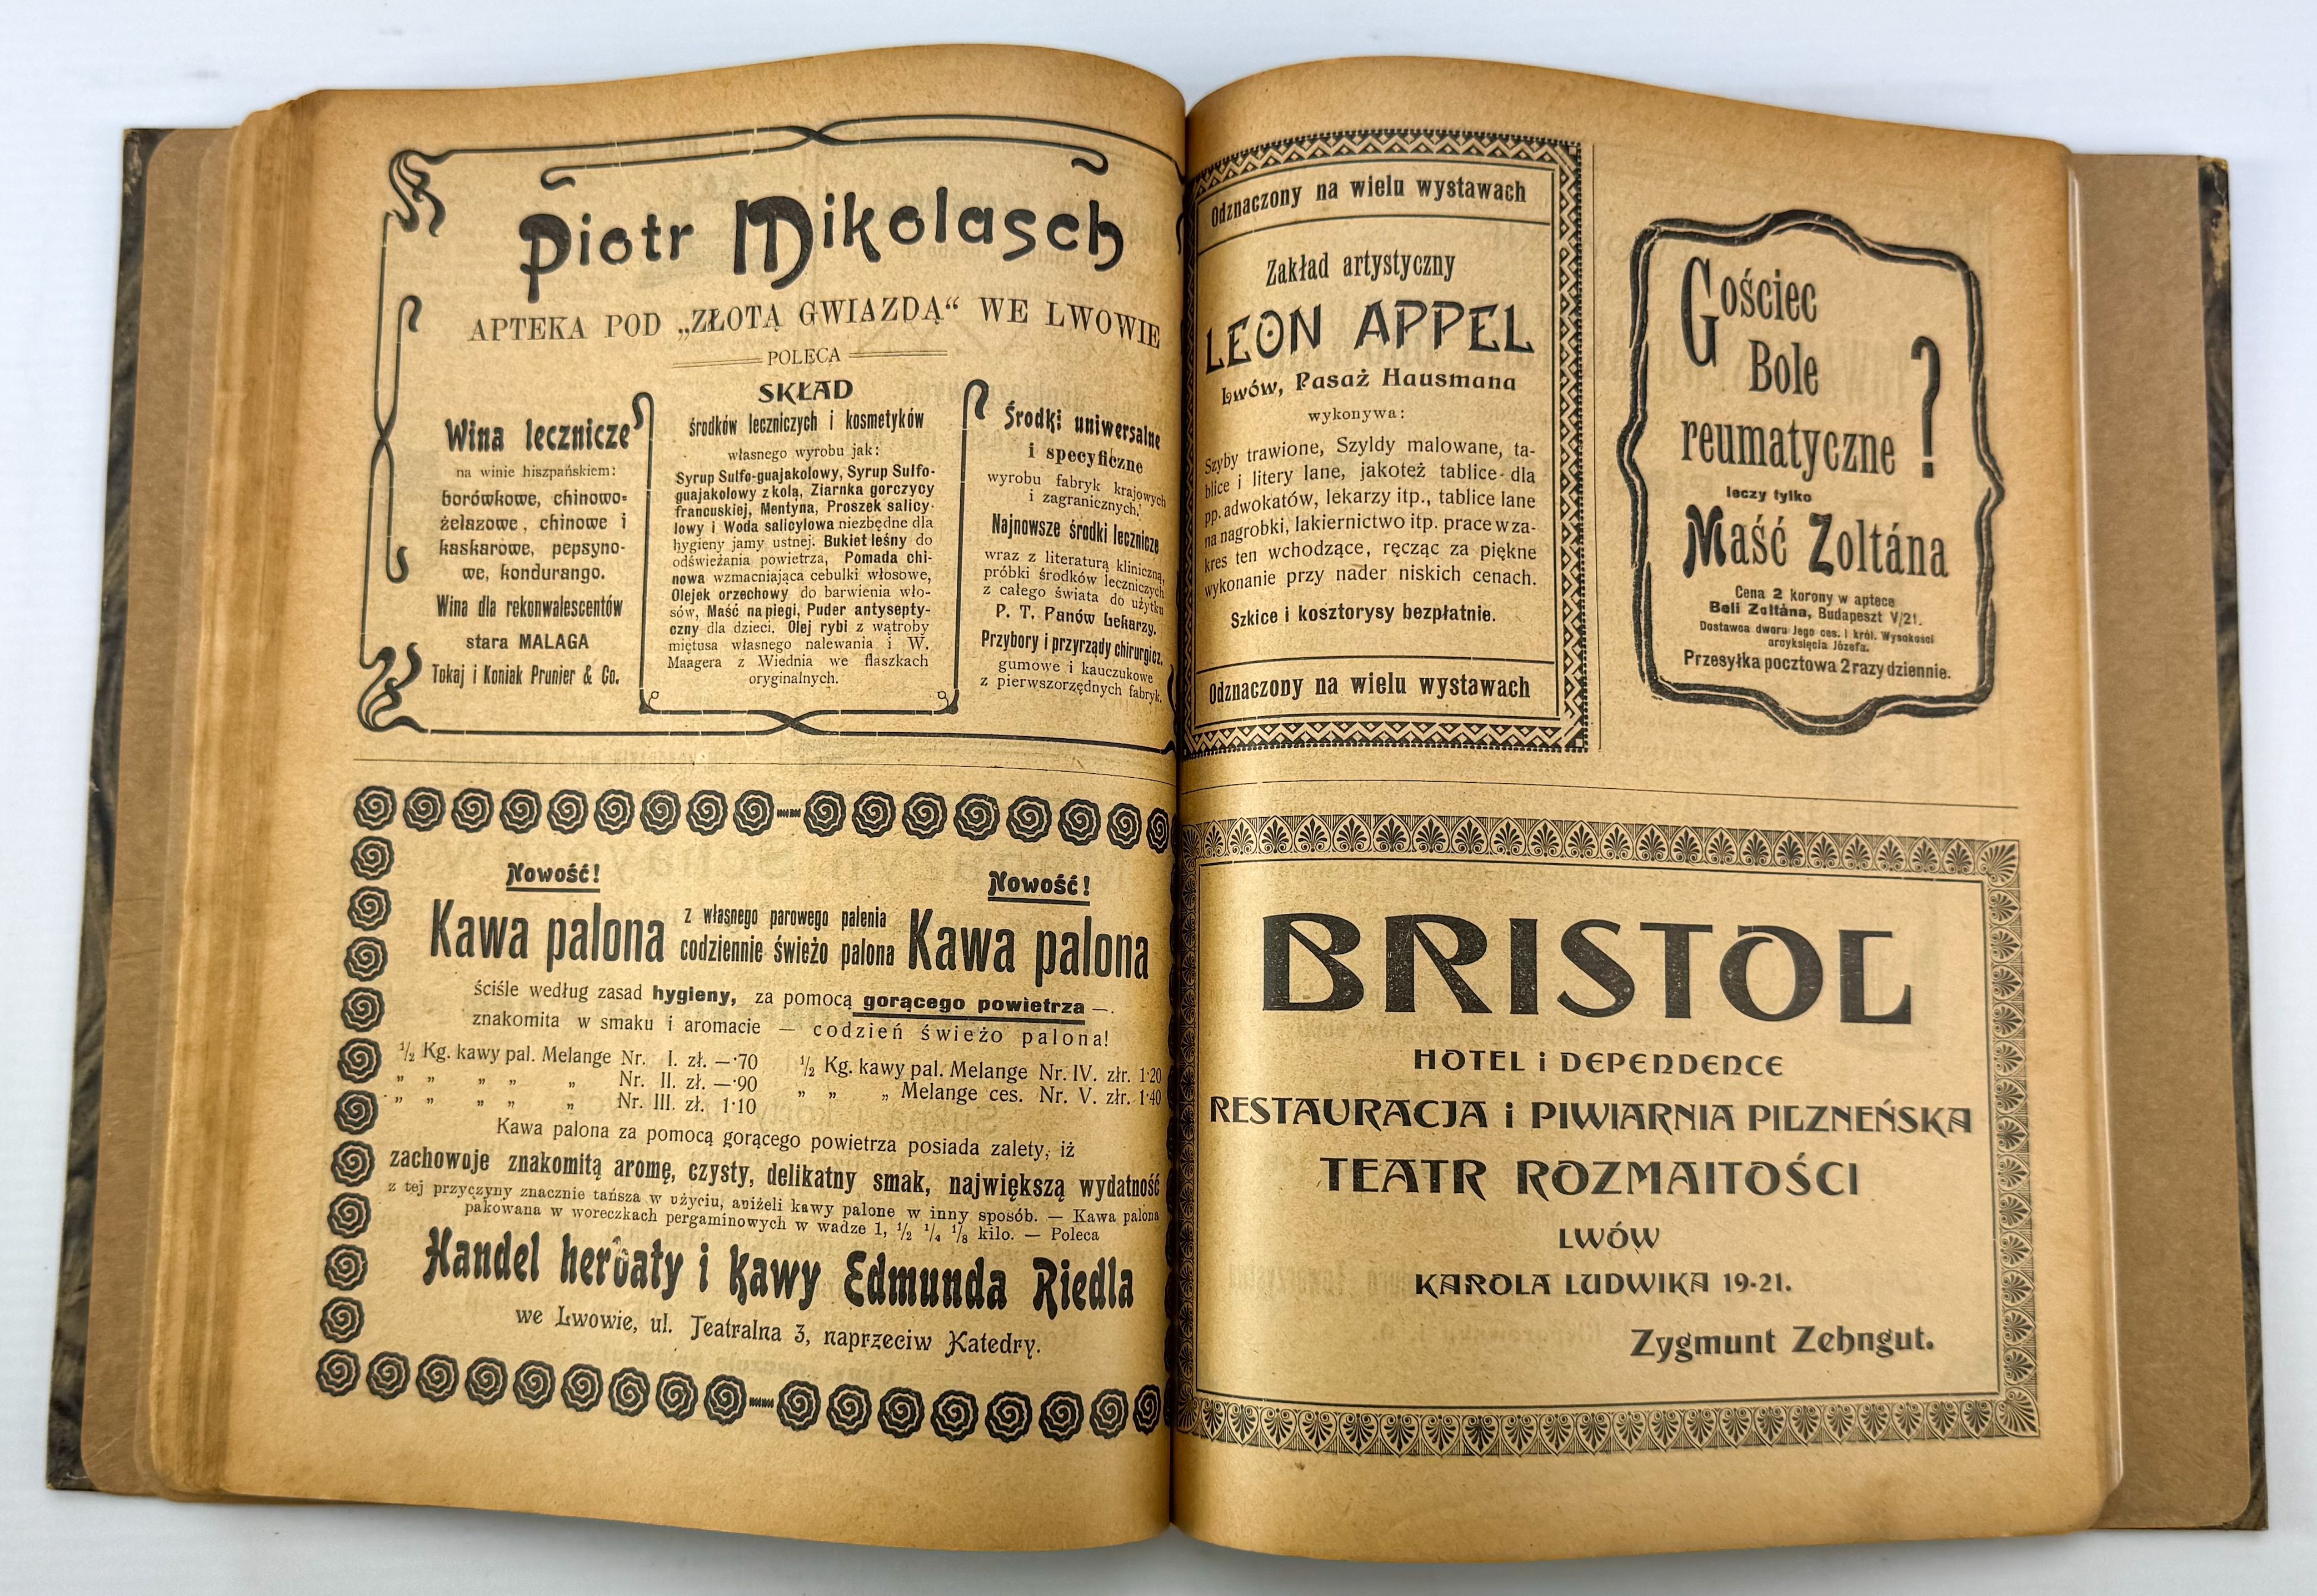 Piotr Mikolasch
APTEKA POD „ZŁOTĄ GWIAZDĄ“ WE LWOWIE
POLECA
Wina lecznicze
na winie hiszpańskiem:
borówkowe, chinowo-
żelazowe, chinowe i
kaskarowe, pepsyno-
we, kondurango.
Wina dla rekonwalescentów
stara MALAGA
Tokaj i Koniak Prunier & Co.
SKŁAD
środków leczniczych i kosmetyków
własnego wyrobu jak:
Syrup Sulfo-guajakolowy, Syrup Sulfo-
guajakolowy z kolą, Ziarnka gorczycy
francuskiej, Mentyna, Proszek salicy-
lowy i Woda salicylowa niezbędne dla
hygieny jamy ustnej. Bukiet leśny do
odświeżania powietrza, Pomada chi-
nowa wzmacniająca cebulki włosowe,
Olejek orzechowy do barwienia wło-
sów, Maść na piegi, Puder antysepty-
czny dla dzieci, Olej rybi z wątroby
miętusa własnego nalewania i W.
Maagera z Wiednia we flaszkach
oryginalnych.
Środki uniwersalne
i specyficzne
wyrobu fabryk krajowych
i zagranicznych,
Najnowsze środki lecznicze
wraz z literaturą kliniczną,
próbki środków leczniczych
z całego świata do użytku
P. T. Panów Lekarzy.
Przybory i przyrządy chirurgicz.
gumowe i kauczukowe
z pierwszorzędnych fabryk.
Nowość! Nowość!
Kawa palona z własnego parowego palenia Kawa palona
codziennie świeżo palona
ściśle według zasad hygieny, za pomocą gorącego powietrza —.
znakomita w smaku i aromacie — codzień świeżo palona!
½ Kg. kawy pal. Melange Nr. I. zł. —·70
„ „ „ „ „ Nr. II. zł. —·90
„ „ „ „ „ Nr. III. zł. 1·10
½ Kg. kawy pal. Melange Nr. IV. złr. 1·20
„ „ „ Melange ces. Nr. V. złr. 1·40
Kawa palona za pomocą gorącego powietrza posiada zalety, iż
zachowuje znakomitą aromę, czysty, delikatny smak, największą wydatność
z tej przyczyny znacznie tańsza w użyciu, aniżeli kawy palone w inny sposób. — Kawa palona
pakowana w woreczkach pergaminowych w wadze 1, ½ ¼ ⅛ kilo. — Poleca
Handel herbaty i kawy Edmunda Riedla
we Lwowie, ul. Teatralna 3, naprzeciw Katedry.
Odznaczony na wielu wystawach
Zakład artystyczny
LEON APPEL
Lwów, Pasaż Hausmana
wykonywa:
Szyby trawione, Szyldy malowane, ta-
blice i litery lane, jakoteż tablice dla
pp. adwokatów, lekarzy itp., tablice lane
na nagrobki, lakiernictwo itp. prace w za-
kres ten wchodzące, ręcząc za piękne
wykonanie przy nader niskich cenach.
Szkice i kosztorysy bezpłatnie.
Odznaczony na wielu wystawach
Gościec
Bole
reumatyczne ?
leczy tylko
Maść Zoltána
Cena 2 korony w aptece
Beli Zoltána, Budapeszt V/21.
Dostawca dworu Jego ces. i król. Wysokości
arcyksięcia Józefa.
Przesyłka pocztowa 2 razy dziennie.
BRISTOL
HOTEL i DEPENDENCE
RESTAURACJA i PIWIARNIA PILZNEŃSKA
TEATR ROZMAITOŚCI
LWÓW
KAROLA LUDWIKA 19-21.
Zygmunt Zehngut.